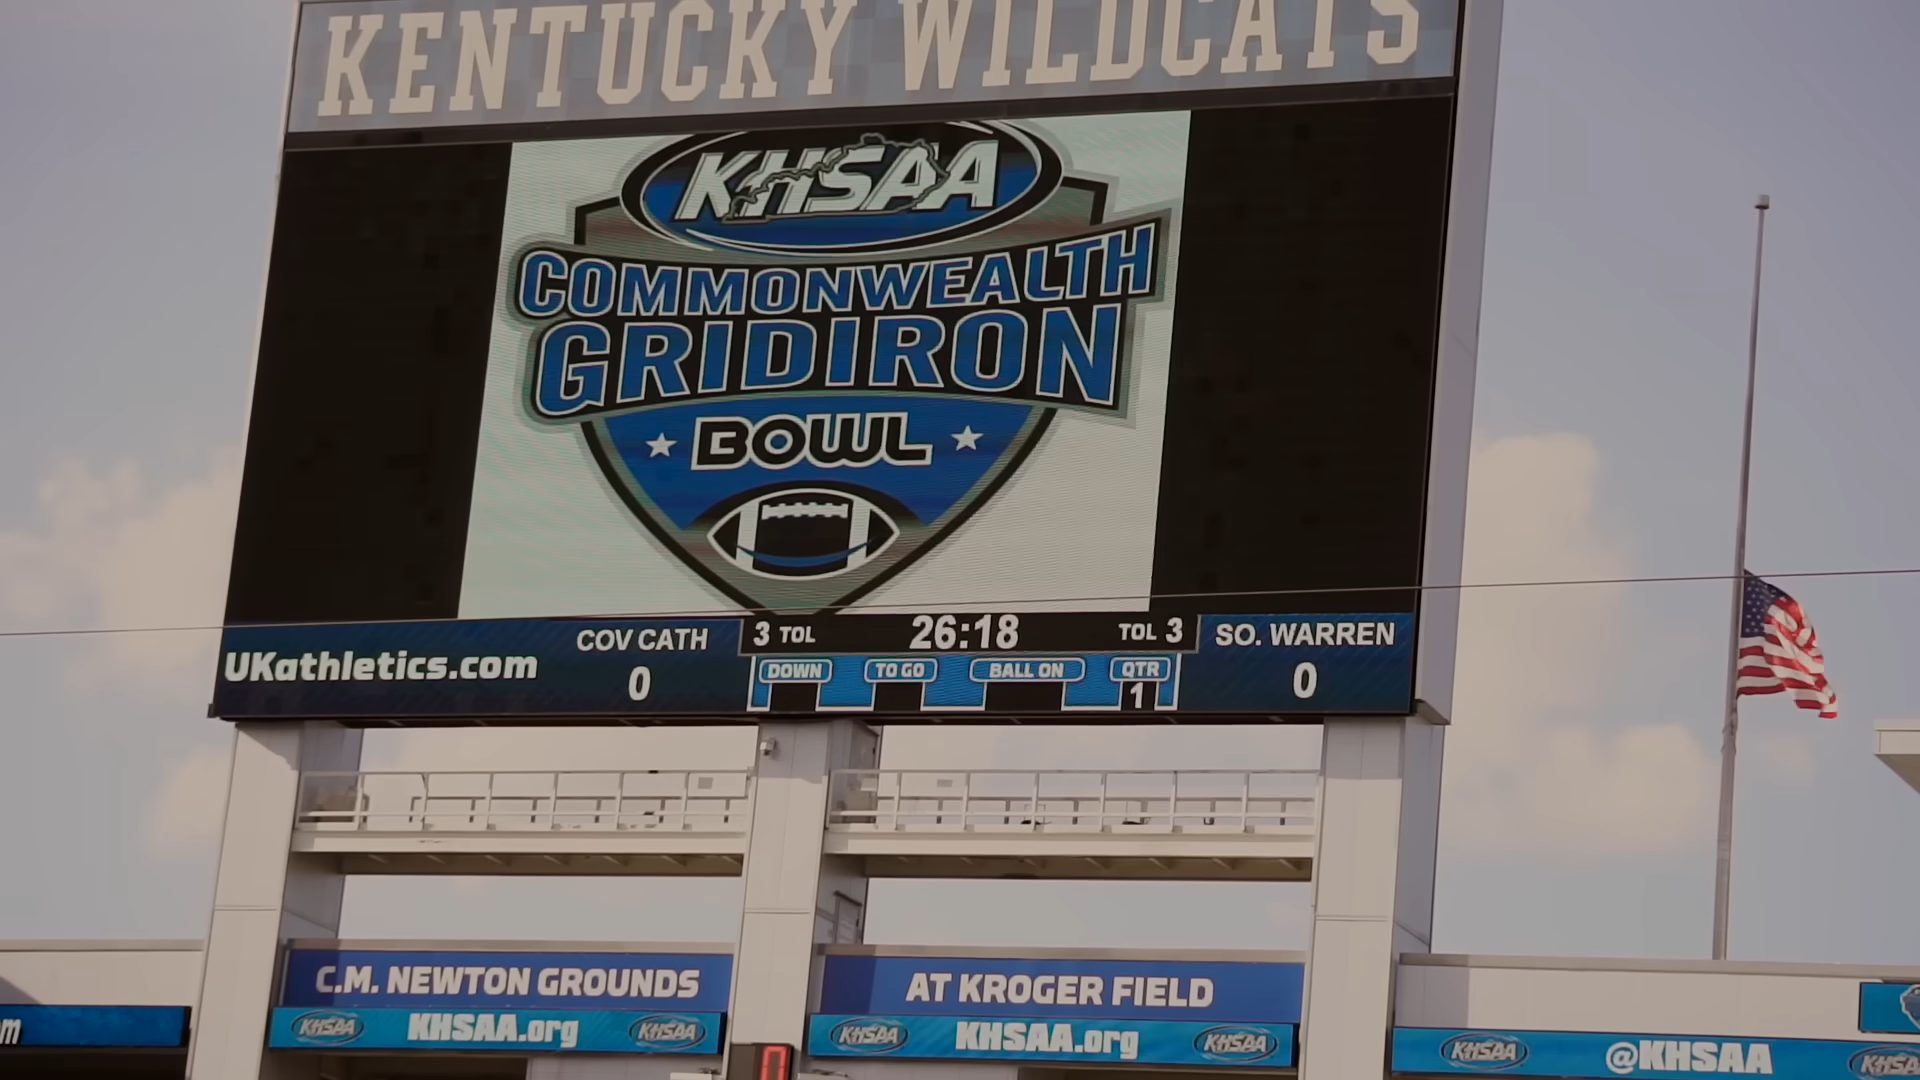 KENTUCKY WILDCATS
KHSAA
COMMONWEALTH
GRIDIRON
BOWL
UKathletics.com
COV CATH
0
3 TOL
26:18
TOL 3
SO. WARREN
0
DOWN
TO GO
BALL ON
QTR
1
C.M. NEWTON GROUNDS
AT KROGER FIELD
KHSAA
KHSAA.org
KHSAA
KHSAA
KHSAA.org
KHSAA
KHSAA
@KHSAA
KHSA
m
0